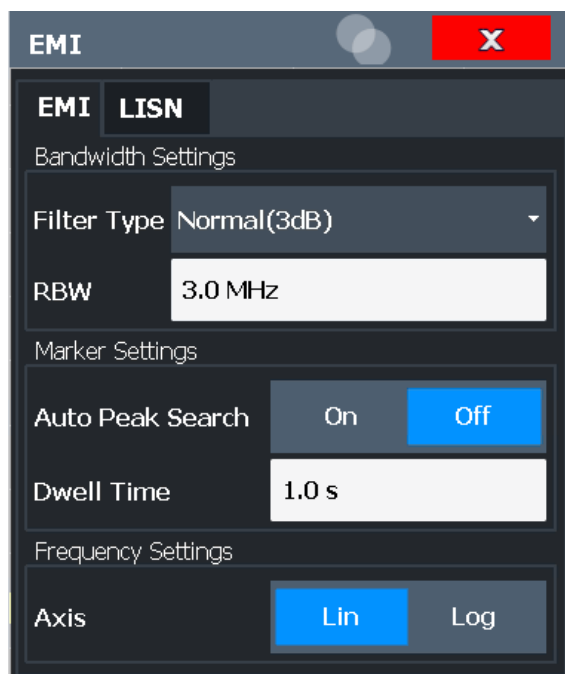 EMI X
EMI LISN
Bandwidth Settings
Filter Type Normal(3dB)
RBW 3.0 MHz
Marker Settings
Auto Peak Search On Off
Dwell Time 1.0 s
Frequency Settings
Axis Lin Log